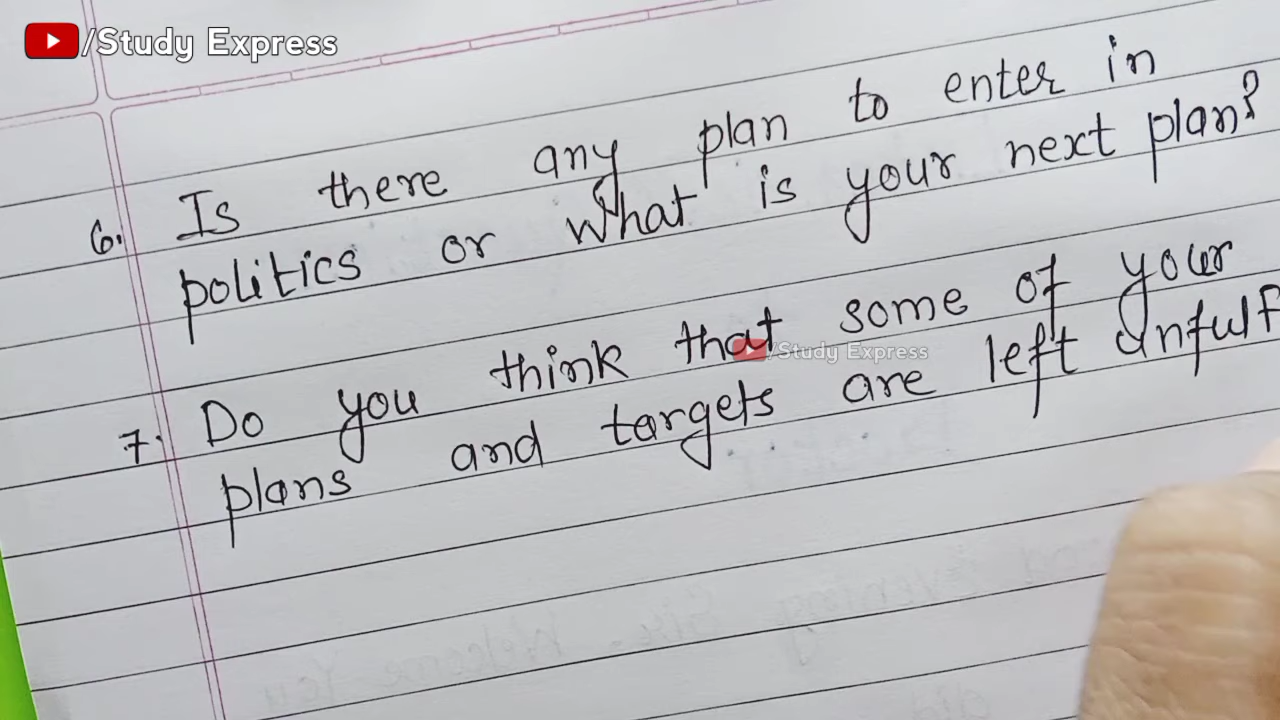 /Study Express
6. Is there any plan to enter in
politics or what is your next plan?
7. Do you think that some of your
/Study Express
plans and targets are left unfulf